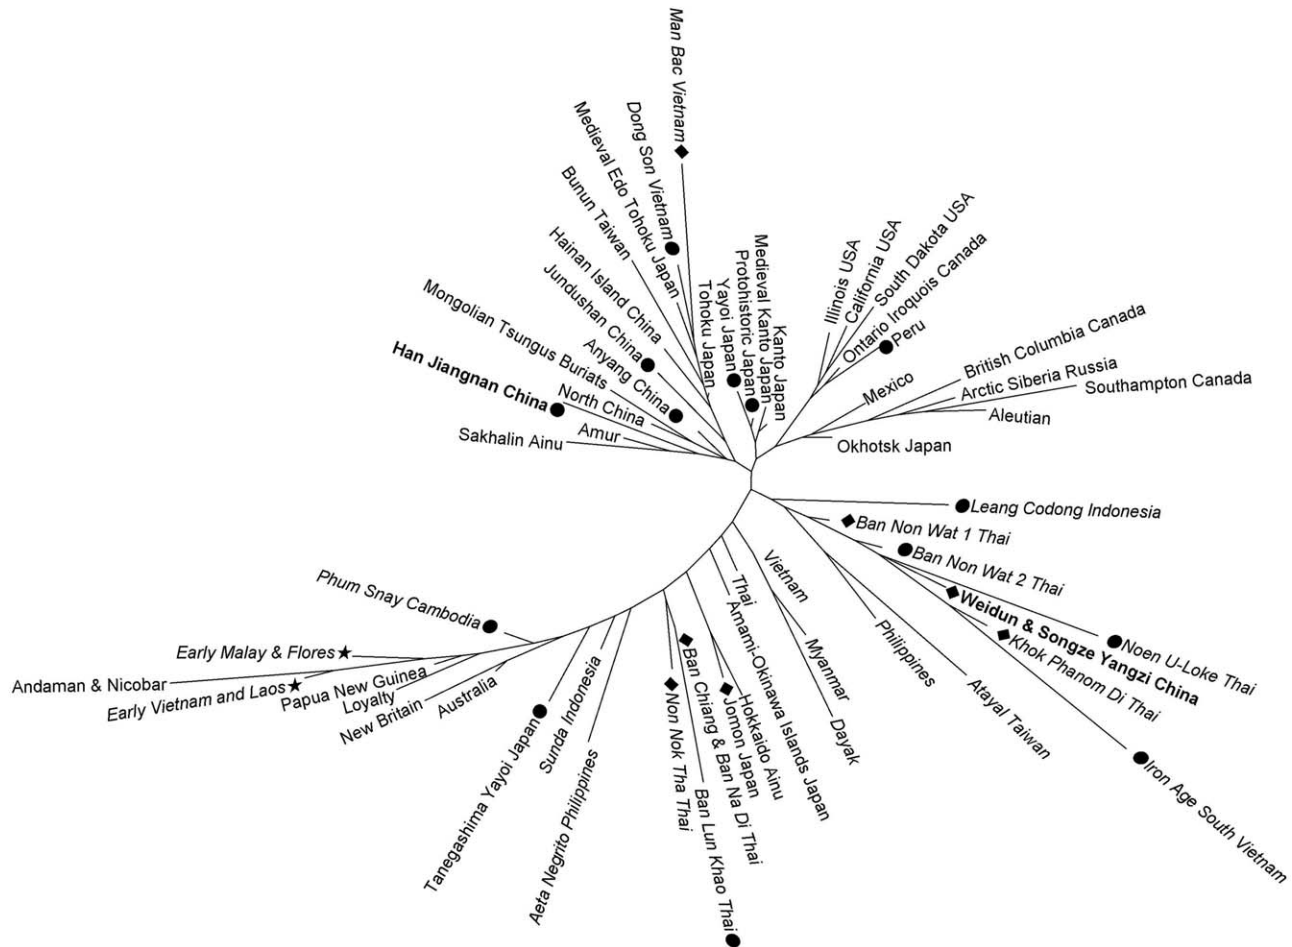 Man Bac Vietnam
Dong Son Vietnam
Medieval Edo Tohoku Japan
Bunun Taiwan
Hainan Island China
Jundushan China
Anyang China
Mongolian Tsungus Buriats
North China
Han Jiangnan China
Amur
Sakhalin Ainu
Tohoku Japan
Yayoi Japan
Protohistoric Japan
Medieval Kanto Japan
Kanto Japan
Illinois USA
California USA
South Dakota USA
Ontario Iroquois Canada
Peru
Mexico
British Columbia Canada
Arctic Siberia Russia
Southampton Canada
Aleutian
Okhotsk Japan
Leang Codong Indonesia
Ban Non Wat 1 Thai
Ban Non Wat 2 Thai
Noen U-Loke Thai
Weidun & Songze Yangzi China
Khok Phanom Di Thai
Iron Age South Vietnam
Atayal Taiwan
Philippines
Vietnam
Myanmar
Dayak
Thai
Amami-Okinawa Islands Japan
Hokkaido Ainu
Jomon Japan
Ban Chiang & Ban Na Di Thai
Ban Lun Khao Thai
Non Nok Tha Thai
Aeta Negrito Philippines
Sunda Indonesia
Tanegashima Yayoi Japan
Australia
New Britain
Loyalty
Papua New Guinea
Early Vietnam and Laos
Andaman & Nicobar
Early Malay & Flores
Phum Snay Cambodia